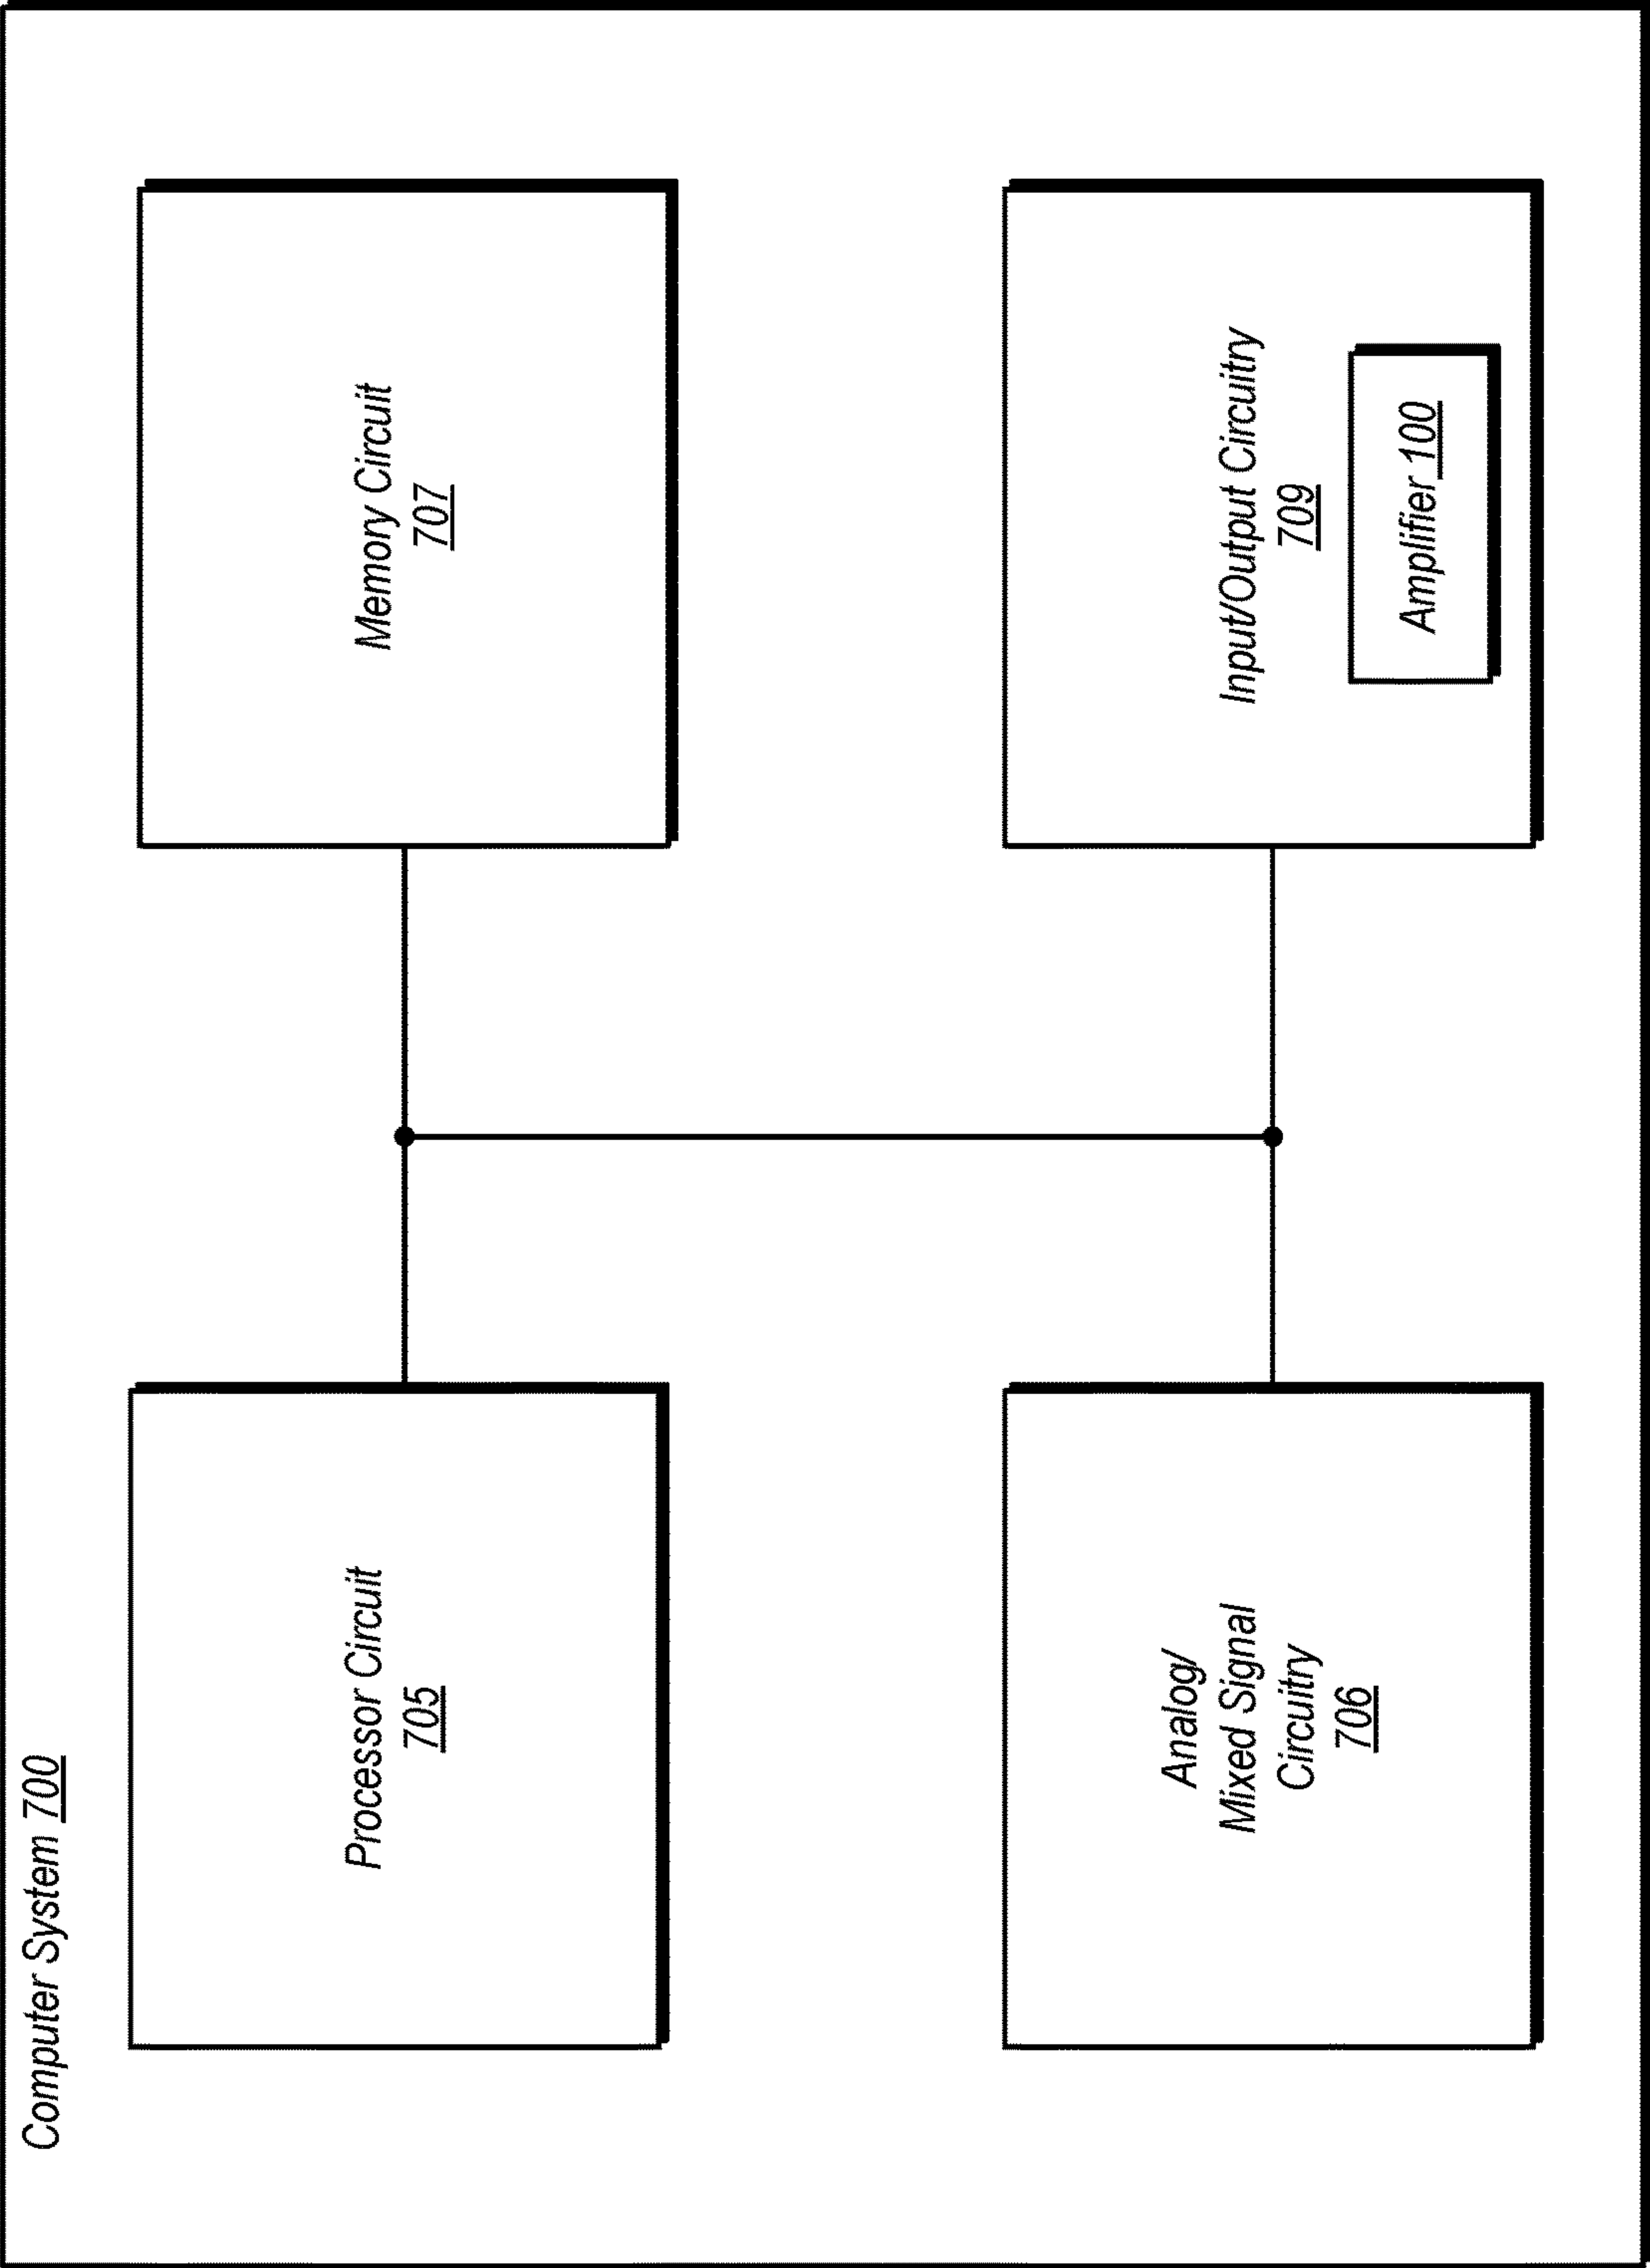 Computer System 700
Processor Circuit
705
Memory Circuit
707
Analog/
Mixed Signal
Circuitry
706
Input/Output Circuitry
709
Amplifier 100